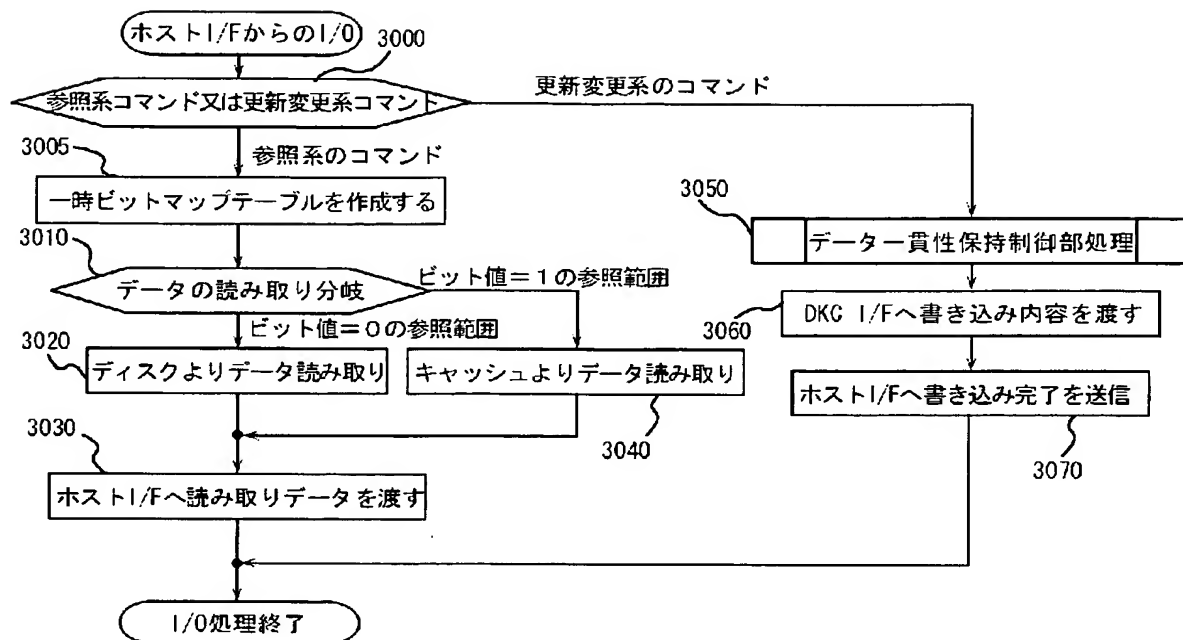 ホストI/FからのI/O
3000
参照系コマンド又は更新変更系コマンド
更新変更系のコマンド
参照系のコマンド
3005
一時ビットマップテーブルを作成する
3050
データ一貫性保持制御部処理
3010
データの読み取り分岐
ビット値=1の参照範囲
ビット値=0の参照範囲
3060
DKC I/Fへ書き込み内容を渡す
3020
ディスクよりデータ読み取り
キャッシュよりデータ読み取り
ホストI/Fへ書き込み完了を送信
3030
3040
3070
ホストI/Fへ読み取りデータを渡す
I/O処理終了